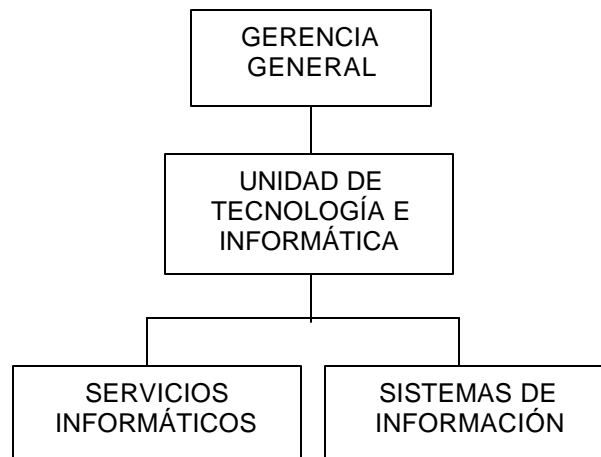 GERENCIA
GENERAL
UNIDAD DE
TECNOLOGÍA E
INFORMÁTICA
SERVICIOS
INFORMÁTICOS
SISTEMAS DE
INFORMACIÓN